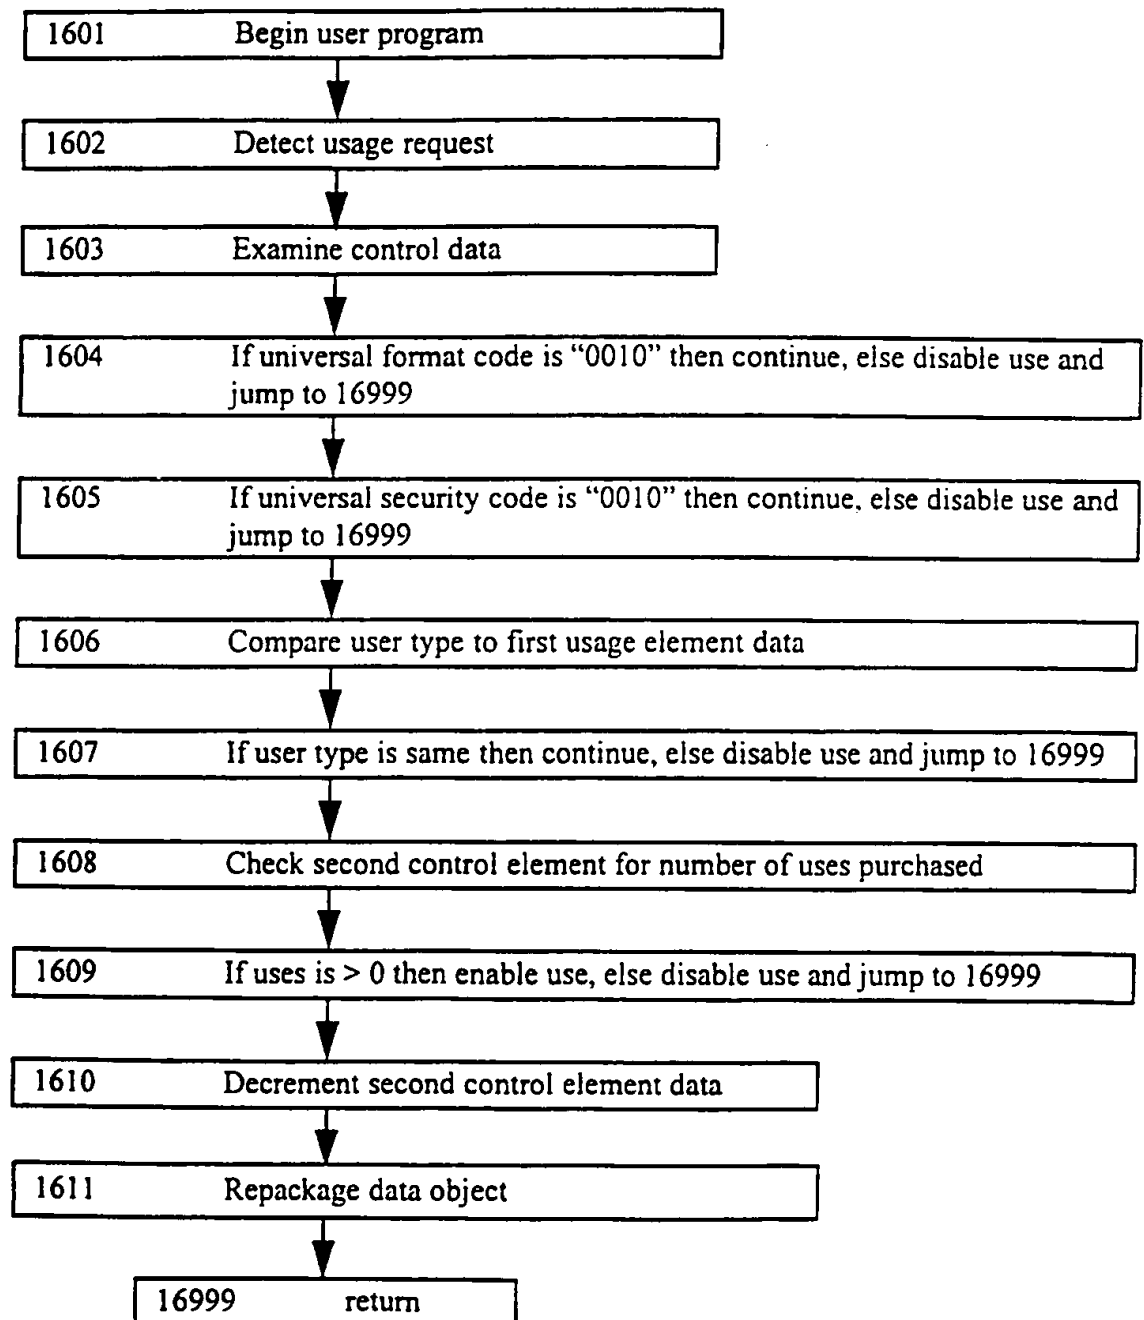 1601 Begin user program
1602 Detect usage request
1603 Examine control data
1604 If universal format code is “0010” then continue, else disable use and
jump to 16999
1605 If universal security code is “0010” then continue, else disable use and
jump to 16999
1606 Compare user type to first usage element data
1607 If user type is same then continue, else disable use and jump to 16999
1608 Check second control element for number of uses purchased
1609 If uses is > 0 then enable use, else disable use and jump to 16999
1610 Decrement second control element data
1611 Repackage data object
16999 return